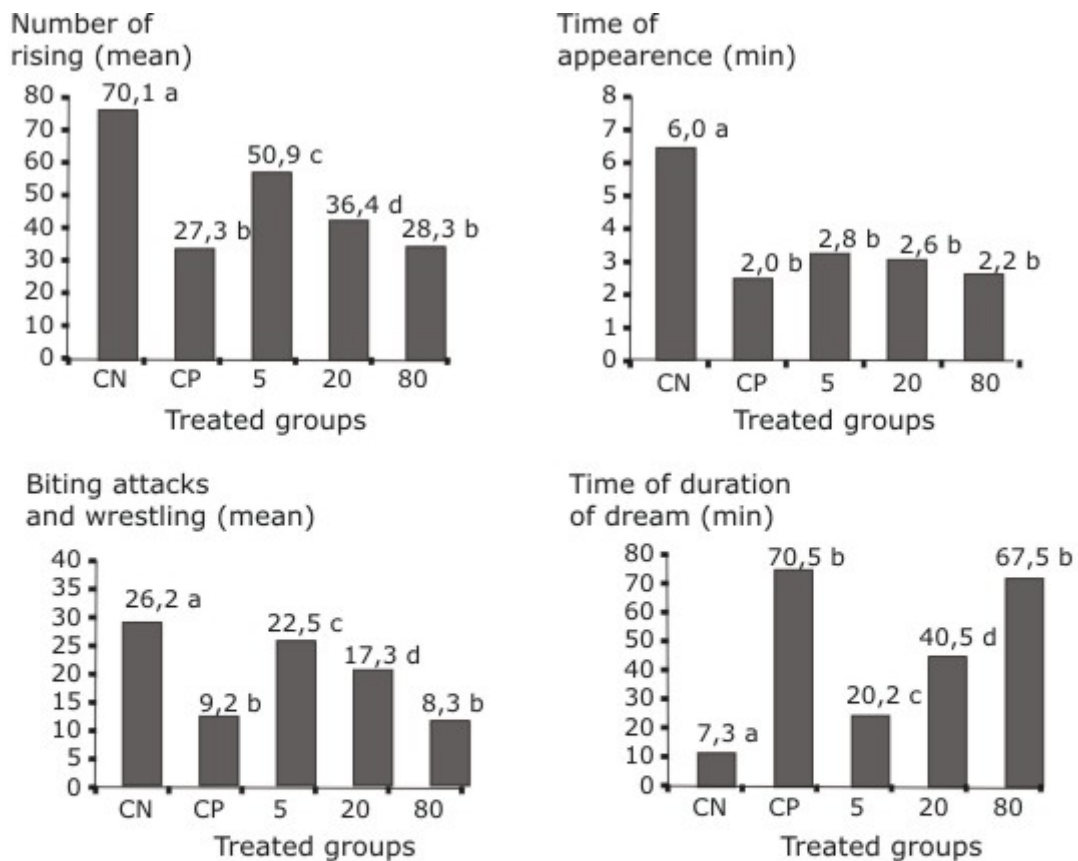 Number of
rising (mean)
80
70
60
50
40
30
20
10
0
70,1 a
27,3 b
50,9 c
36,4 d
28,3 b
CN CP 5 20 80
Treated groups
Time of
appearence (min)
8
7
6
5
4
3
2
1
0
6,0 a
2,0 b
2,8 b
2,6 b
2,2 b
CN CP 5 20 80
Treated groups
Biting attacks
and wrestling (mean)
40
35
30
25
20
15
10
5
0
26,2 a
9,2 b
22,5 c
17,3 d
8,3 b
CN CP 5 20 80
Treated groups
Time of duration
of dream (min)
80
70
60
50
40
30
20
10
0
7,3 a
70,5 b
20,2 c
40,5 d
67,5 b
CN CP 5 20 80
Treated groups